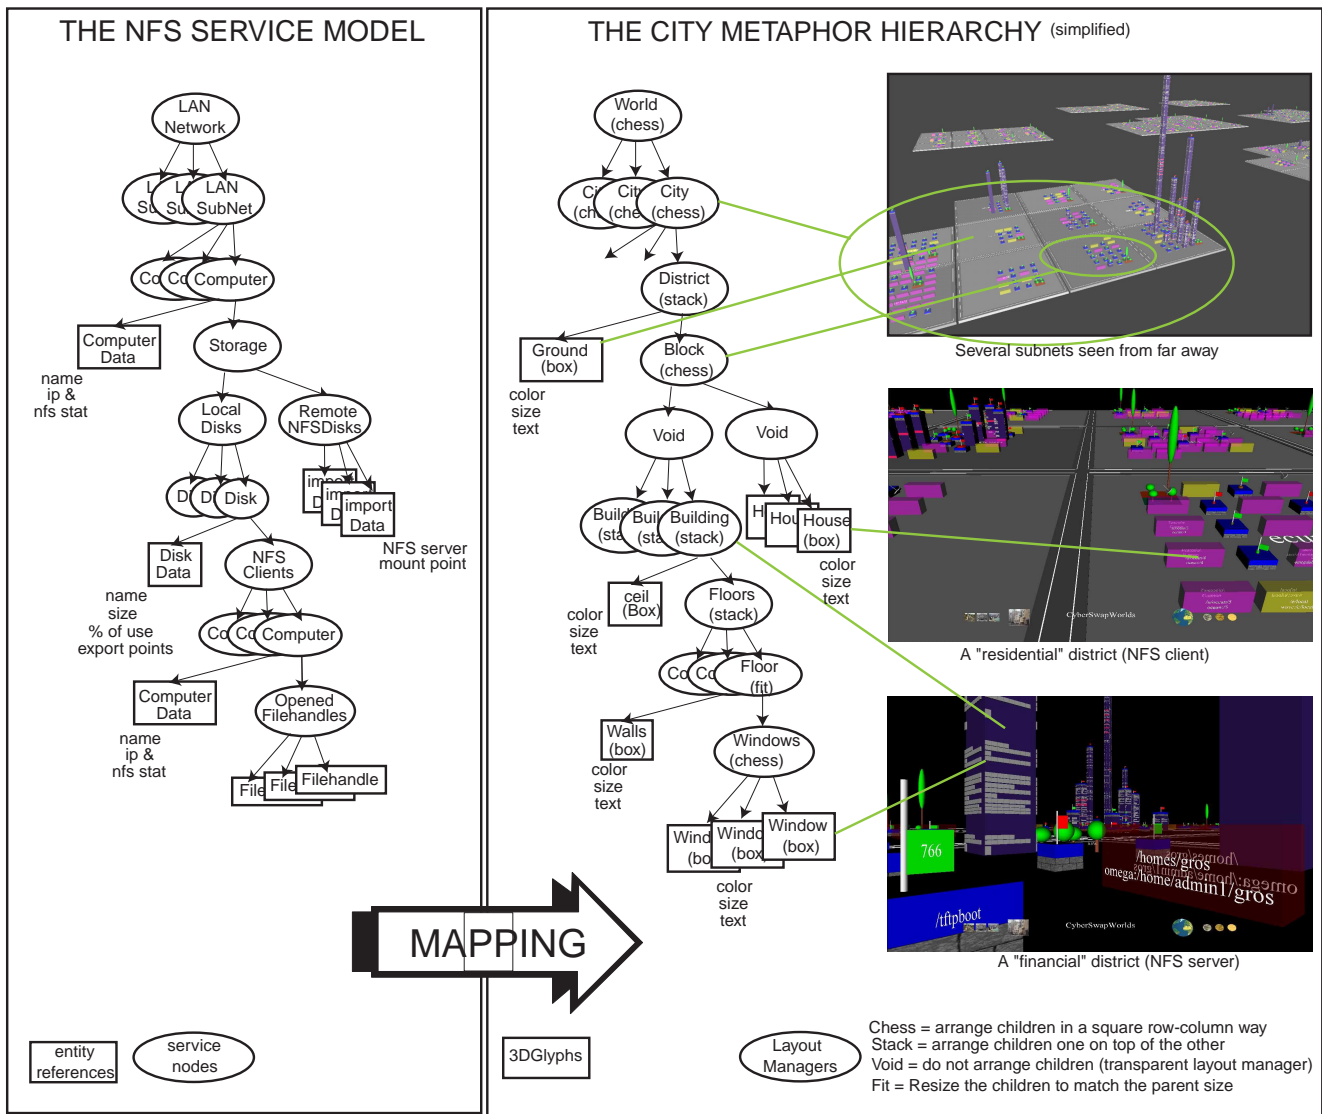 THE NFS SERVICE MODEL
LAN
Network
LAN
SubNet
Computer
Computer
Data
name
ip &
nfs stat
Storage
Local
Disks
Remote
NFSDisks
Disk
import
Data
NFS server
mount point
Disk
Data
name
size
% of use
export points
NFS
Clients
Computer
Computer
Data
name
ip &
nfs stat
Opened
Filehandles
Filehandle
MAPPING
entity
references
service
nodes
THE CITY METAPHOR HIERARCHY (simplified)
World
(chess)
City
(chess)
District
(stack)
Ground
(box)
color
size
text
Block
(chess)
Void
Void
Building
(stack)
House
(box)
color
size
text
ceil
(Box)
color
size
text
Floors
(stack)
Floor
(fit)
Walls
(box)
color
size
text
Windows
(chess)
Window
(box)
color
size
text
Several subnets seen from far away
CyberSwapWorlds
A "residential" district (NFS client)
766
/tftpboot
/homes/gros
omega:/home/admin1/gros
CyberSwapWorlds
A "financial" district (NFS server)
3DGlyphs
Layout
Managers
Chess = arrange children in a square row-column way
Stack = arrange children one on top of the other
Void = do not arrange children (transparent layout manager)
Fit = Resize the children to match the parent size